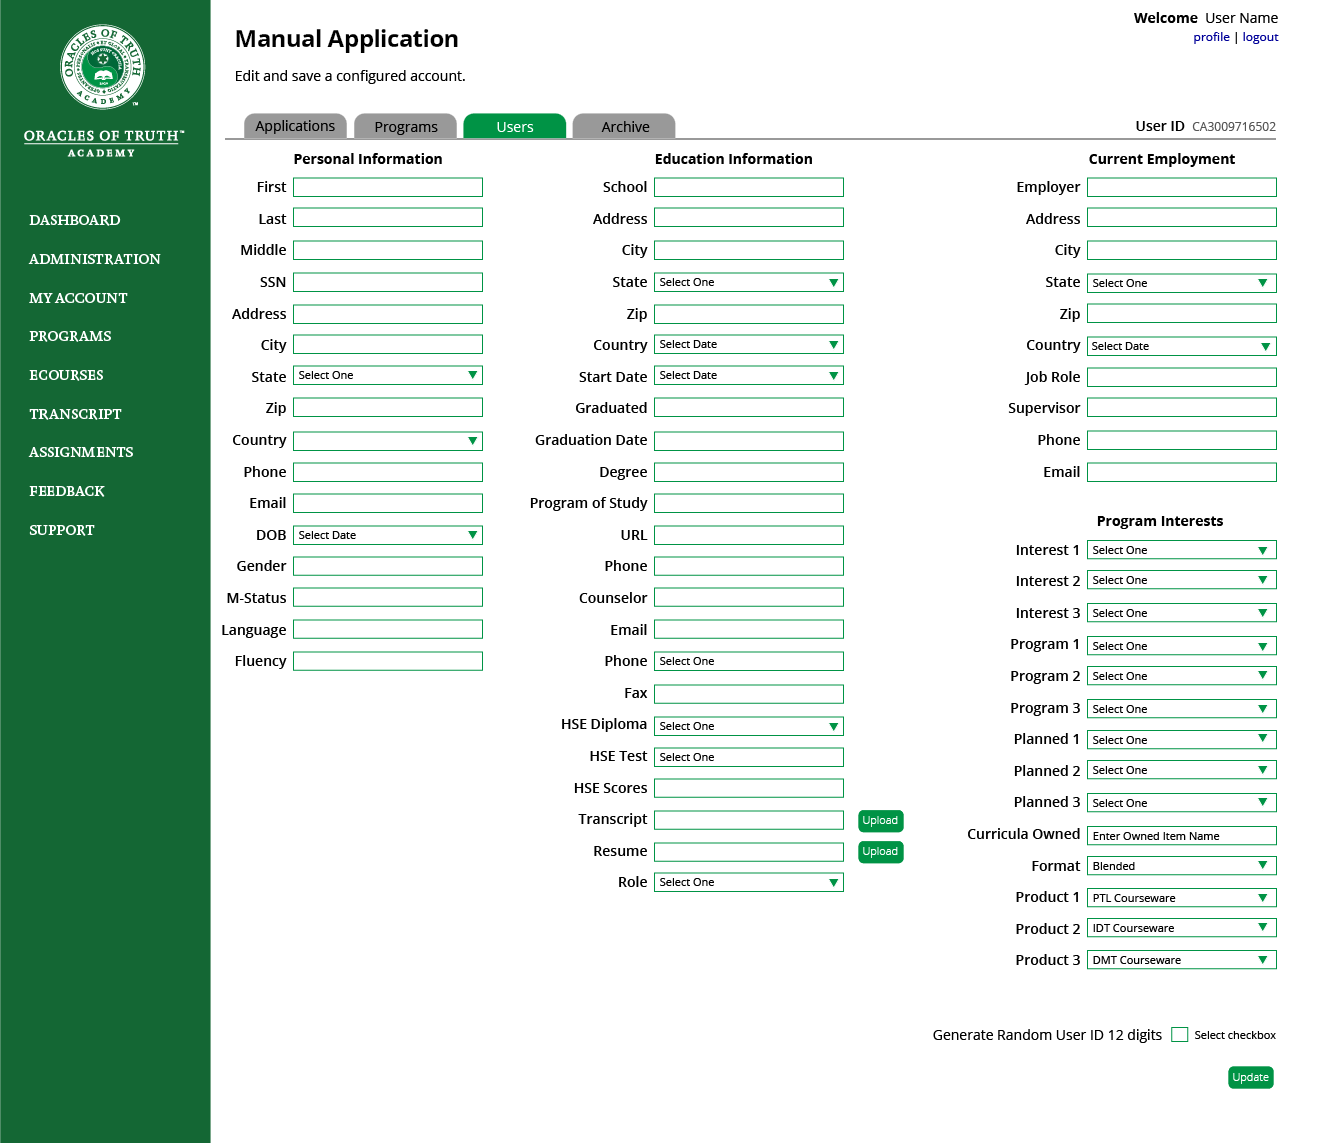 ORACLES OF TRUTH
ACADEMY
ORACLES OF TRUTH™
ACADEMY
DASHBOARD
ADMINISTRATION
MY ACCOUNT
PROGRAMS
ECOURSES
TRANSCRIPT
ASSIGNMENTS
FEEDBACK
SUPPORT
Welcome User Name
profile | logout
Manual Application
Edit and save a configured account.
Applications
Programs
Users
Archive
User ID CA3009716502
Personal Information
First
Last
Middle
SSN
Address
City
State Select One
Zip
Country
Phone
Email
DOB Select Date
Gender
M-Status
Language
Fluency
Education Information
School
Address
City
State Select One
Zip
Country Select Date
Start Date Select Date
Graduated
Graduation Date
Degree
Program of Study
URL
Phone
Counselor
Email
Phone Select One
Fax
HSE Diploma Select One
HSE Test Select One
HSE Scores
Transcript Upload
Resume Upload
Role Select One
Current Employment
Employer
Address
City
State Select One
Zip
Country Select Date
Job Role
Supervisor
Phone
Email
Program Interests
Interest 1 Select One
Interest 2 Select One
Interest 3 Select One
Program 1 Select One
Program 2 Select One
Program 3 Select One
Planned 1 Select One
Planned 2 Select One
Planned 3 Select One
Curricula Owned Enter Owned Item Name
Format Blended
Product 1 PTL Courseware
Product 2 IDT Courseware
Product 3 DMT Courseware
Generate Random User ID 12 digits Select checkbox
Update